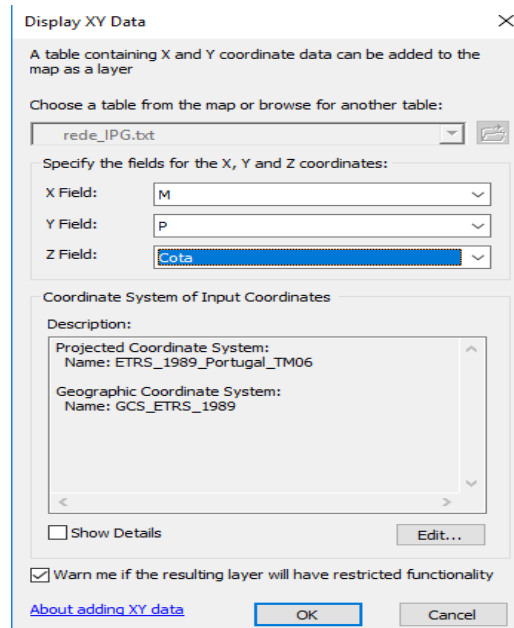 Display XY Data
A table containing X and Y coordinate data can be added to the
map as a layer
Choose a table from the map or browse for another table:
rede_IPG.txt
Specify the fields for the X, Y and Z coordinates:
X Field: M
Y Field: P
Z Field: Cota
Coordinate System of Input Coordinates
Description:
Projected Coordinate System:
Name: ETRS_1989_Portugal_TM06
Geographic Coordinate System:
Name: GCS_ETRS_1989
Show Details Edit...
Warn me if the resulting layer will have restricted functionality
About adding XY data OK Cancel